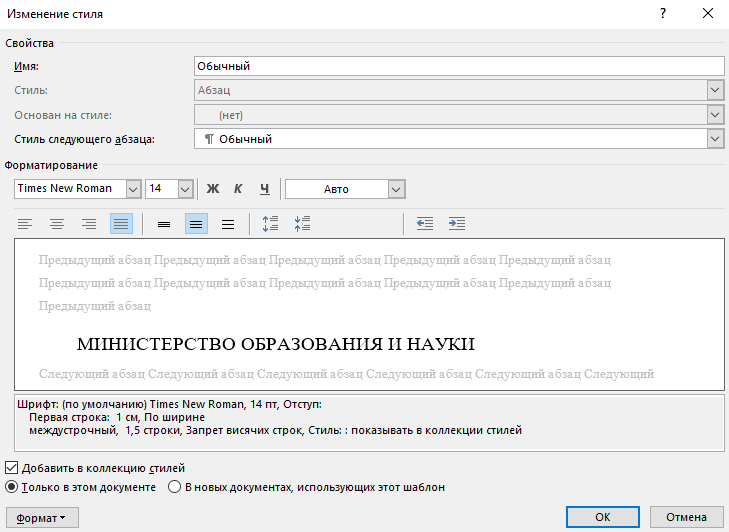 Изменение стиля ? ×
Свойства
Имя: Обычный
Стиль: Абзац
Основан на стиле: (нет)
Стиль следующего абзаца: ¶ Обычный
Форматирование
Times New Roman 14 Ж К Ч Авто
Предыдущий абзац Предыдущий абзац Предыдущий абзац Предыдущий абзац Предыдущий абзац
Предыдущий абзац Предыдущий абзац Предыдущий абзац Предыдущий абзац Предыдущий абзац
Предыдущий абзац
МИНИСТЕРСТВО ОБРАЗОВАНИЯ И НАУКИ
Следующий абзац Следующий абзац Следующий абзац Следующий абзац Следующий абзац Следующий
Шрифт: (по умолчанию) Times New Roman, 14 пт, Отступ:
Первая строка: 1 см, По ширине
междустрочный, 1,5 строки, Запрет висячих строк, Стиль: : показывать в коллекции стилей
Добавить в коллекцию стилей
Только в этом документе В новых документах, использующих этот шаблон
Формат ОК Отмена